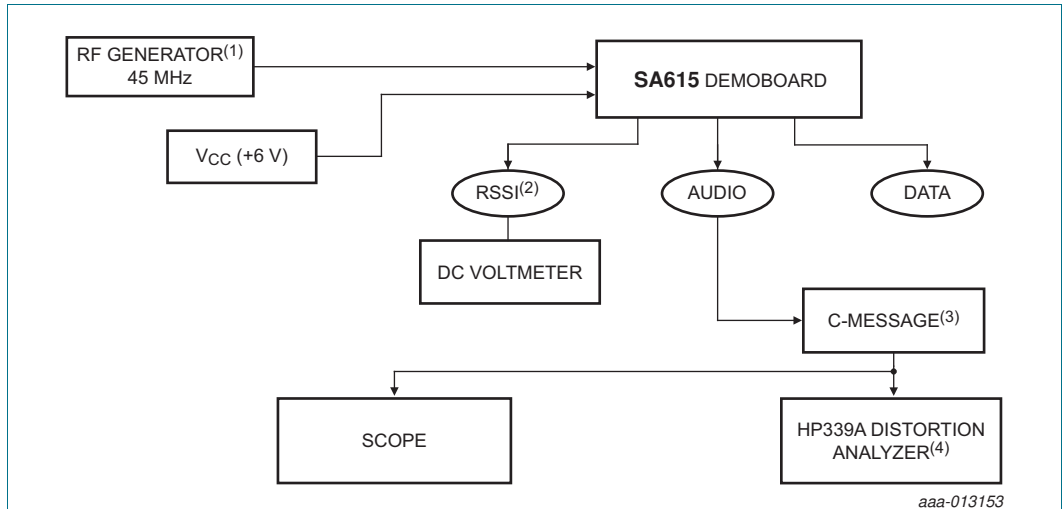 RF GENERATOR(1)
45 MHz
SA615 DEMOBOARD
VCC (+6 V)
RSSI(2)
AUDIO
DATA
DC VOLTMETER
C-MESSAGE(3)
SCOPE
HP339A DISTORTION
ANALYZER(4)
aaa-013153